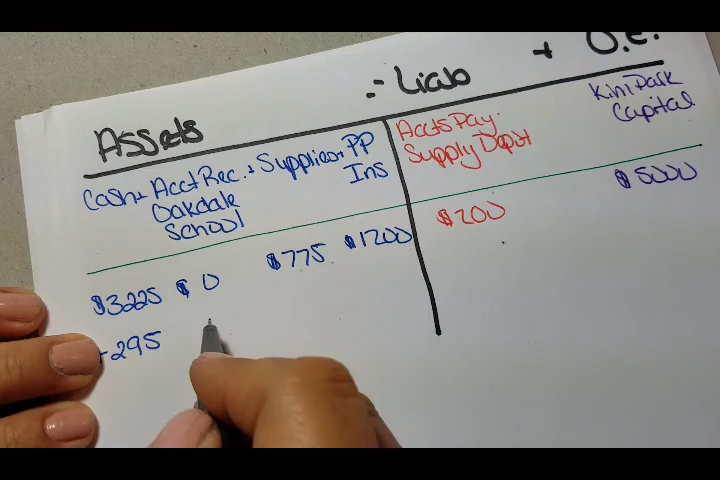 Assets = Liab + O.E.
Cash + Acct Rec. + Supplies + PP
Oakdale Ins
School
Accts Pay.
Supply Depot
Kim Park
Capital
$3225 $ 0 $775 $1200 $200 $5000
295